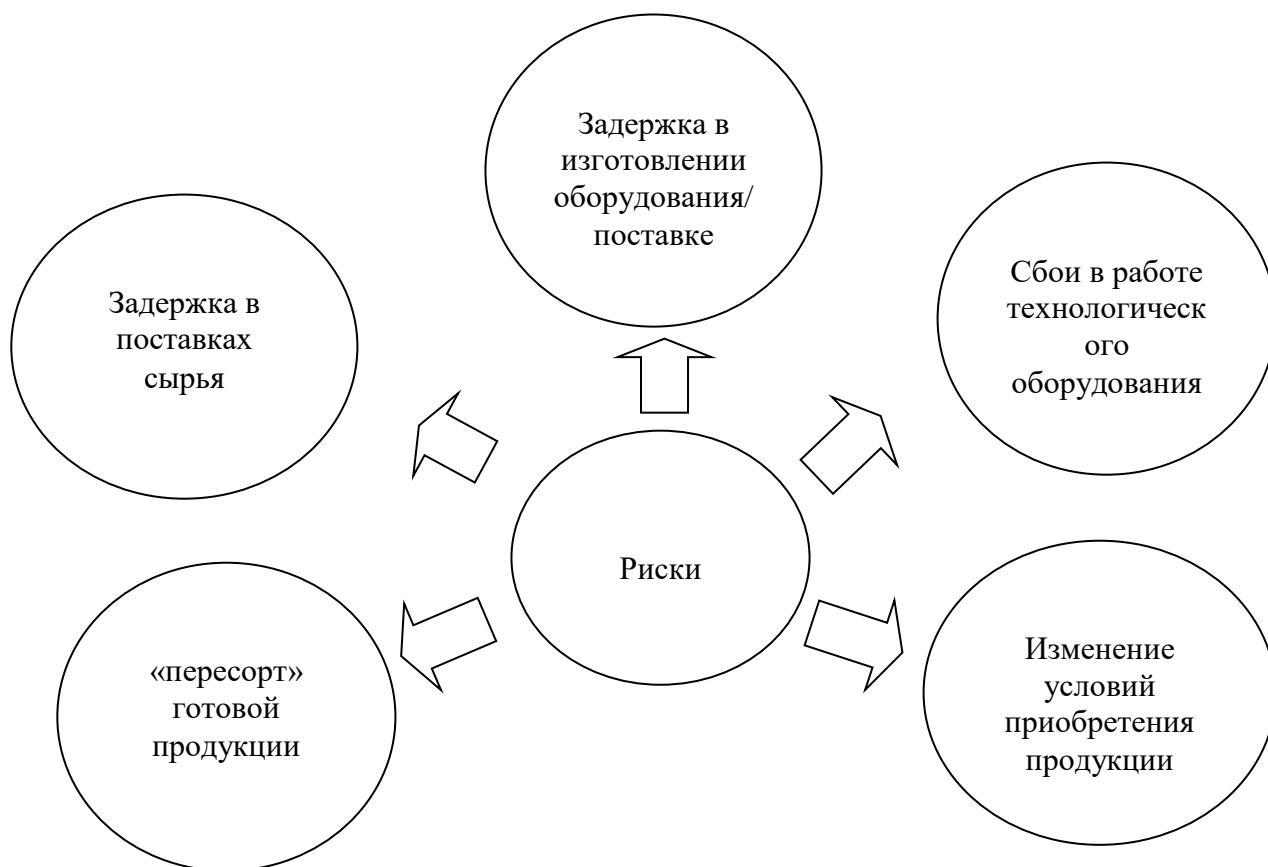 Задержка в
изготовлении
оборудования/
поставке
Задержка в
поставках
сырья
Сбои в работе
технологическ
ого
оборудования
Риски
«пересорт»
готовой
продукции
Изменение
условий
приобретения
продукции